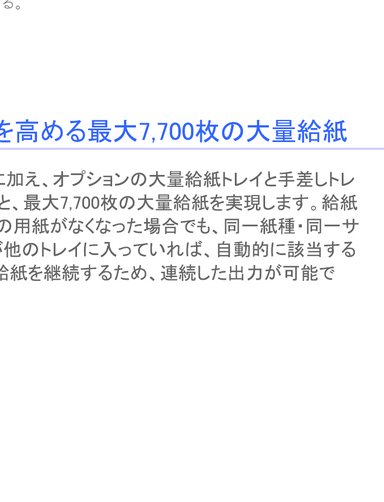 る。
を高める最大7,700枚の大量給紙
に加え、オプションの大量給紙トレイと手差しトレ
と、最大7,700枚の大量給紙を実現します。給紙
の用紙がなくなった場合でも、同一紙種・同一サ
が他のトレイに入っていれば、自動的に該当する
給紙を継続するため、連続した出力が可能で